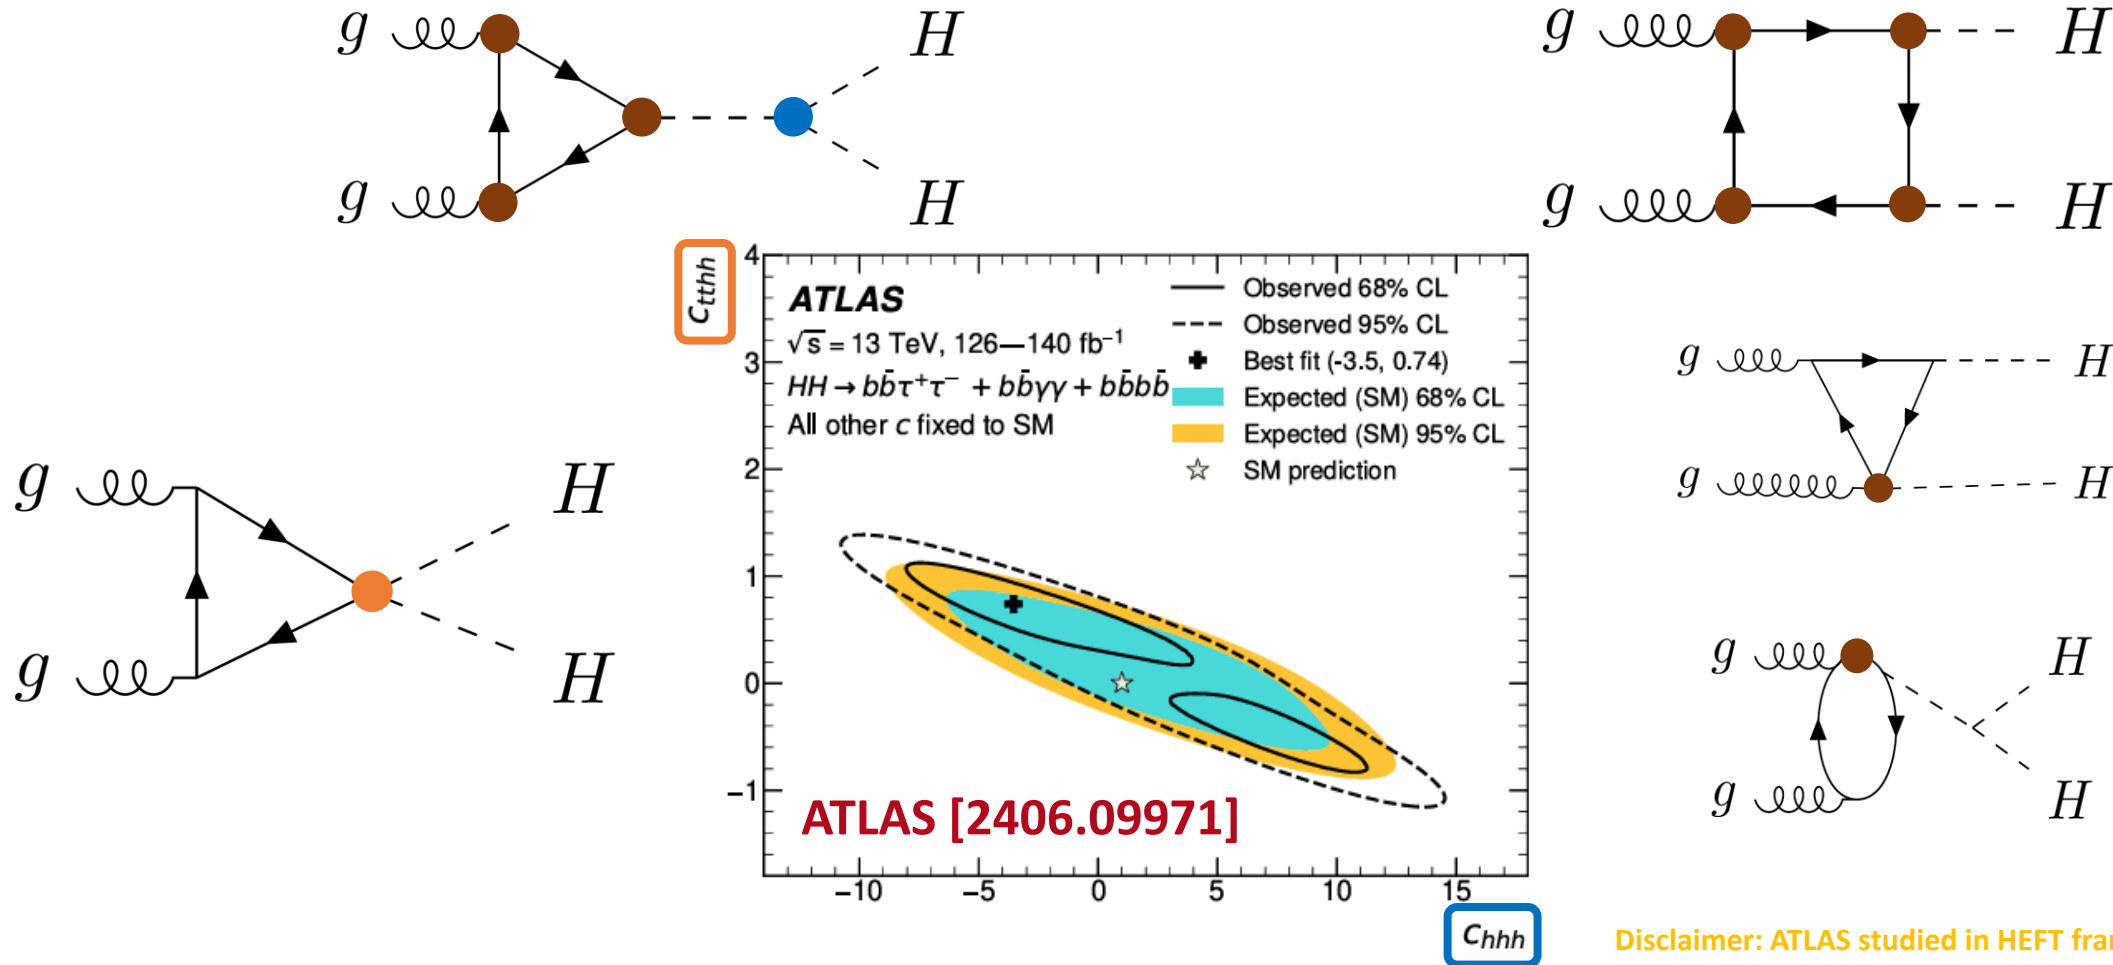 g H
g H
g H
g H
C_tthh
4
3
2
1
0
−1
ATLAS
√s = 13 TeV, 126—140 fb⁻¹
HH → bb̄τ⁺τ⁻ + bb̄γγ + bb̄bb̄
All other c fixed to SM
Observed 68% CL
Observed 95% CL
Best fit (-3.5, 0.74)
Expected (SM) 68% CL
Expected (SM) 95% CL
SM prediction
g H
g H
g H
g H
g H
g H
ATLAS [2406.09971]
−10 −5 0 5 10 15
C_hhh
Disclaimer: ATLAS studied in HEFT fra